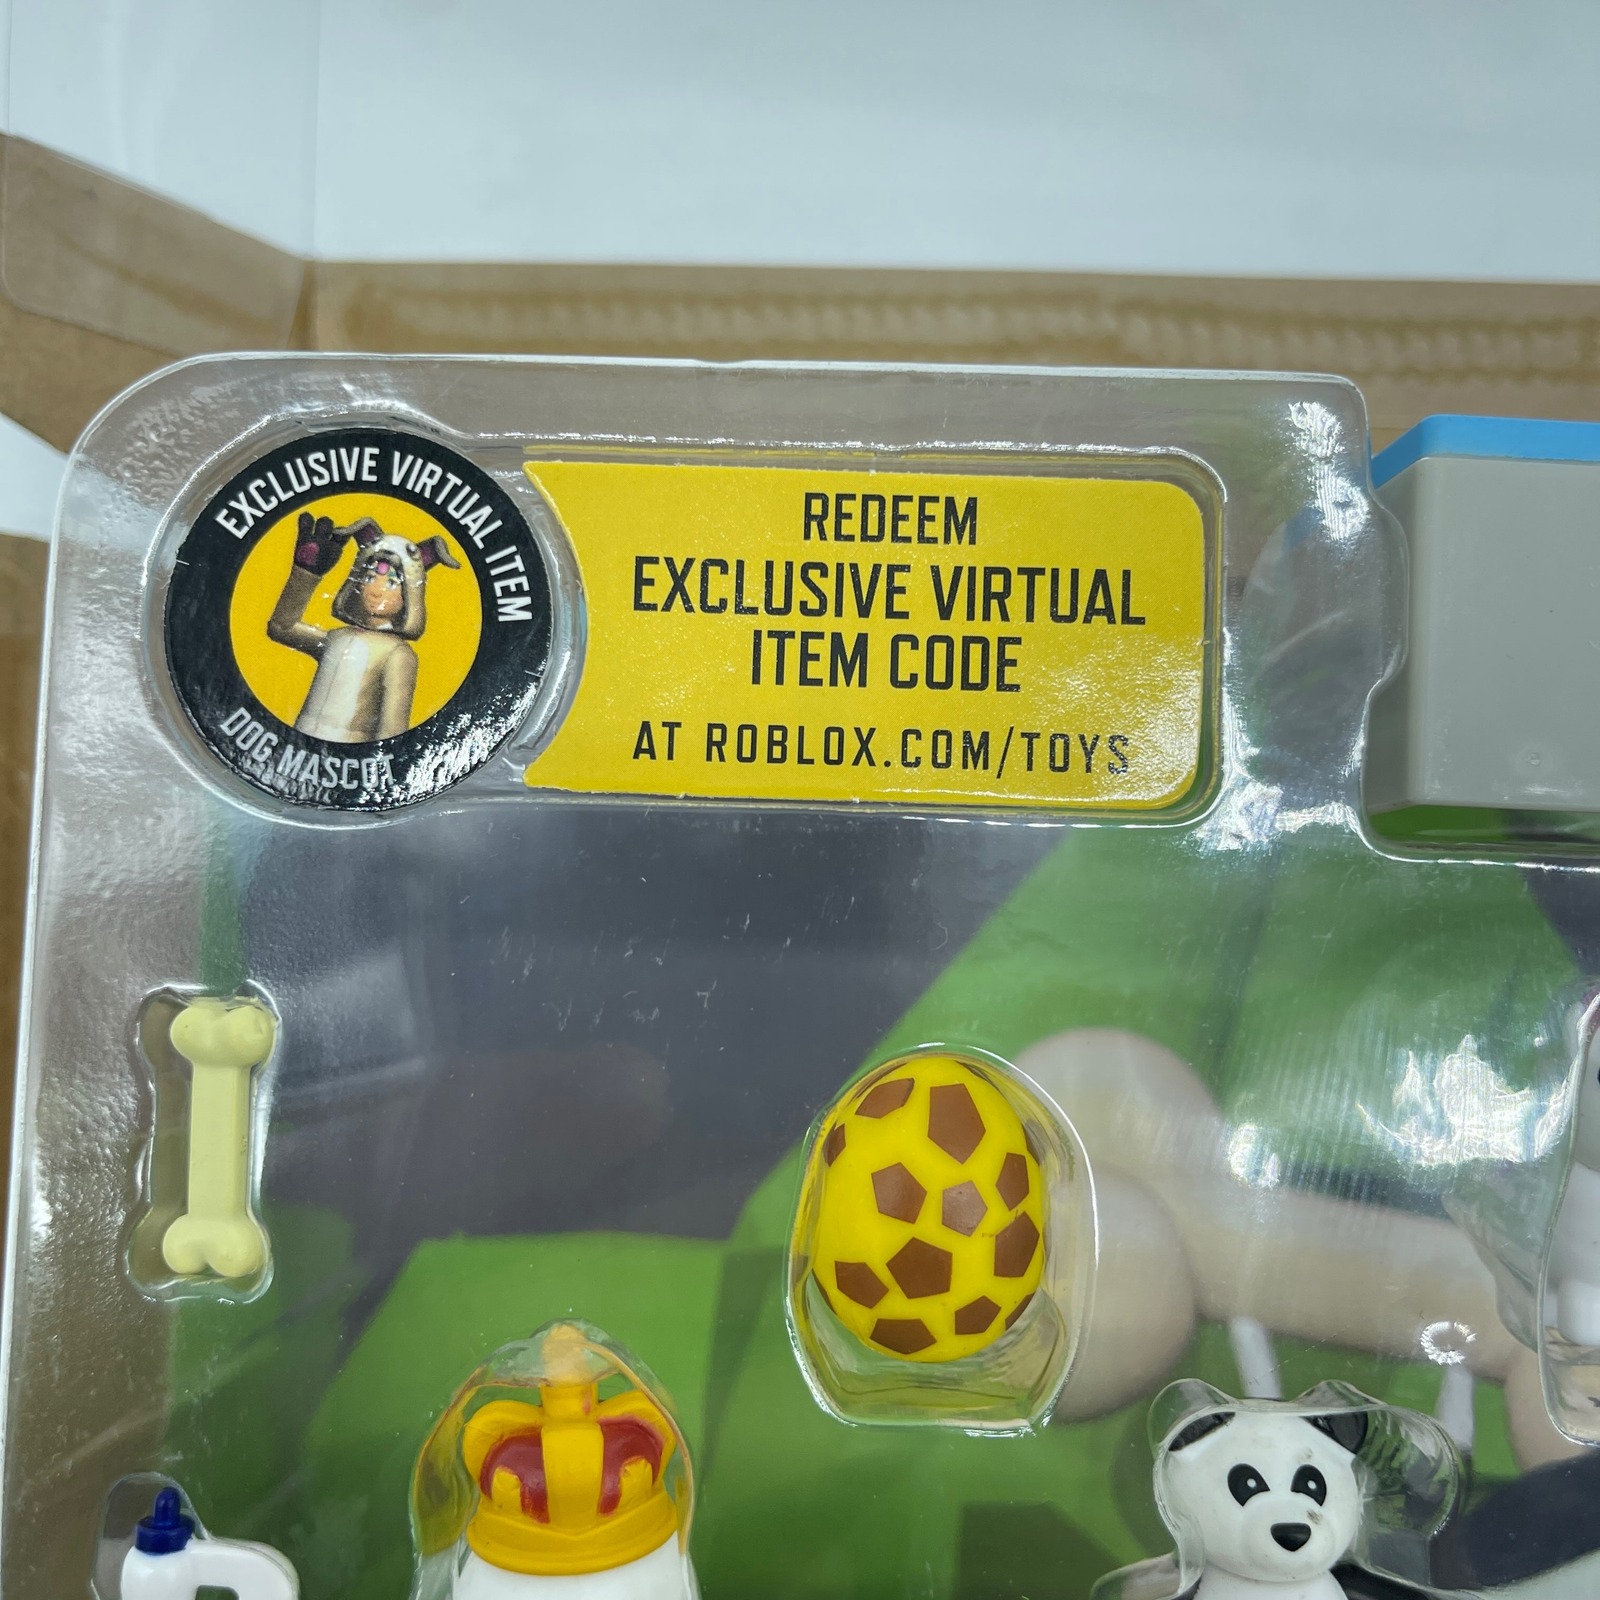 EXCLUSIVE VIRTUAL ITEM
DOG MASCOT
REDEEM
EXCLUSIVE VIRTUAL
ITEM CODE
AT ROBLOX.COM/TOYS